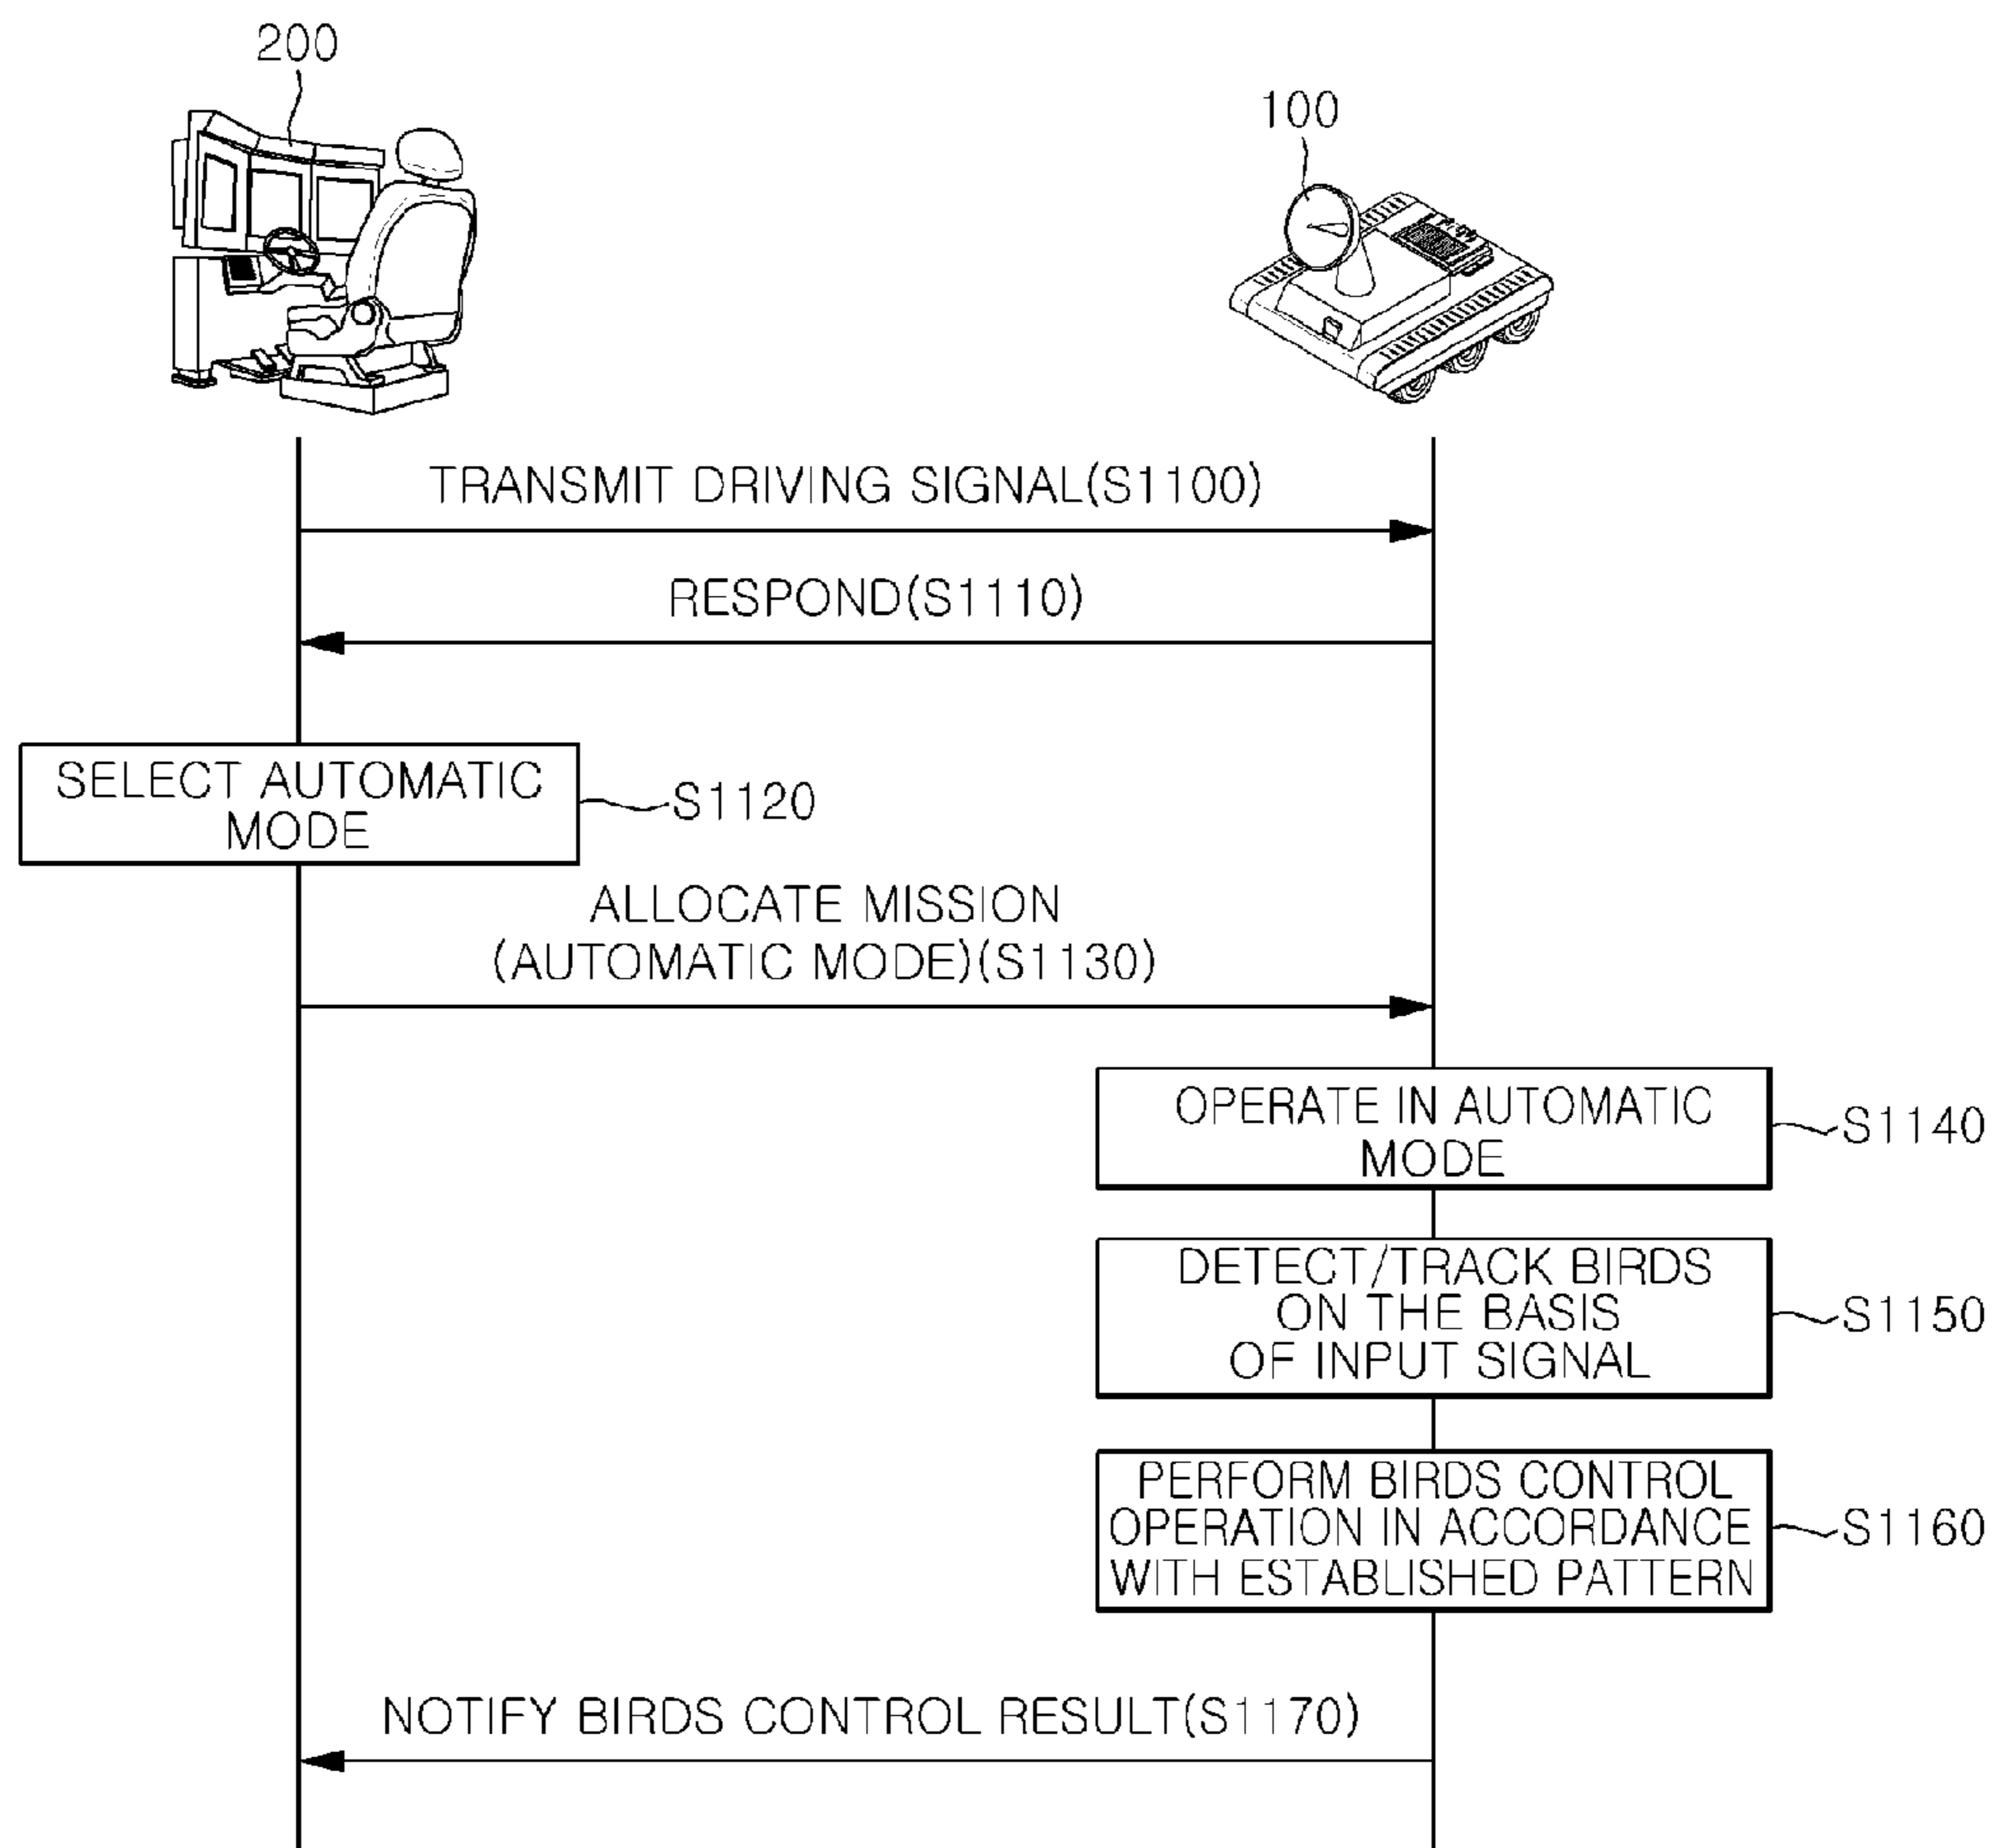 200
100
TRANSMIT DRIVING SIGNAL(S1100)
RESPOND(S1110)
SELECT AUTOMATIC
MODE
S1120
ALLOCATE MISSION
(AUTOMATIC MODE)(S1130)
OPERATE IN AUTOMATIC
MODE
S1140
DETECT/TRACK BIRDS
ON THE BASIS
OF INPUT SIGNAL
S1150
PERFORM BIRDS CONTROL
OPERATION IN ACCORDANCE
WITH ESTABLISHED PATTERN
S1160
NOTIFY BIRDS CONTROL RESULT(S1170)